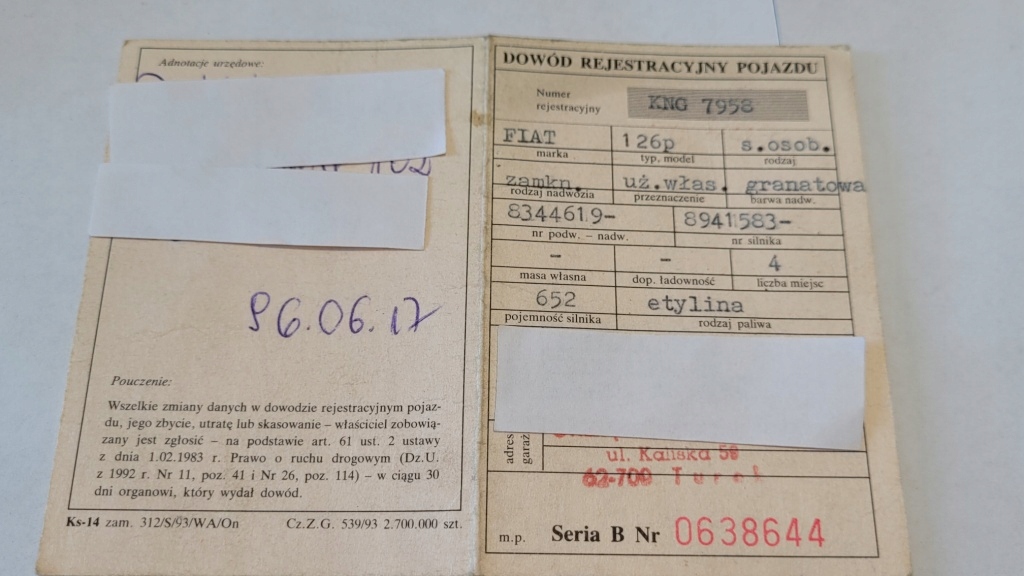 Adnotacje urzędowe:
96.06.17
Pouczenie:
Wszelkie zmiany danych w dowodzie rejestracyjnym pojaz-
du, jego zbycie, utratę lub skasowanie – właściciel zobowią-
zany jest zgłosić – na podstawie art. 61 ust. 2 ustawy
z dnia 1.02.1983 r. Prawo o ruchu drogowym (Dz.U.
z 1992 r. Nr 11, poz. 41 i Nr 26, poz. 114) – w ciągu 30
dni organowi, który wydał dowód.
Ks-14 zam. 312/S/93/WA/On Cz.Z.G. 539/93 2.700.000 szt.
DOWÓD REJESTRACYJNY POJAZDU
Numer
rejestracyjny
KNG 7958
FIAT 126p s.osob.
marka typ, model rodzaj
zamkn. uż.włas. granatowa
rodzaj nadwozia przeznaczenie barwa nadw.
8344619- 8941583-
nr podw. – nadw. nr silnika
- - 4
masa własna dop. ładowność liczba miejsc
652 etylina
pojemność silnika rodzaj paliwa
adres
garaż
ul. Kaliska 59
62-700 Turek
m.p. Seria B Nr 0638644